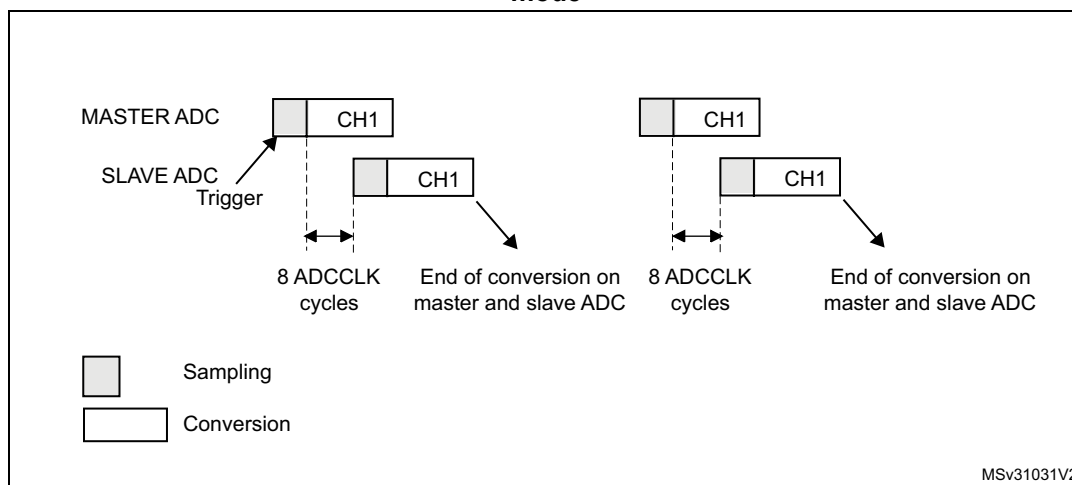 MASTER ADC
CH1
CH1
SLAVE ADC
Trigger
CH1
CH1
8 ADCCLK
cycles
End of conversion on
master and slave ADC
8 ADCCLK
cycles
End of conversion on
master and slave ADC
Sampling
Conversion
MSv31031V2